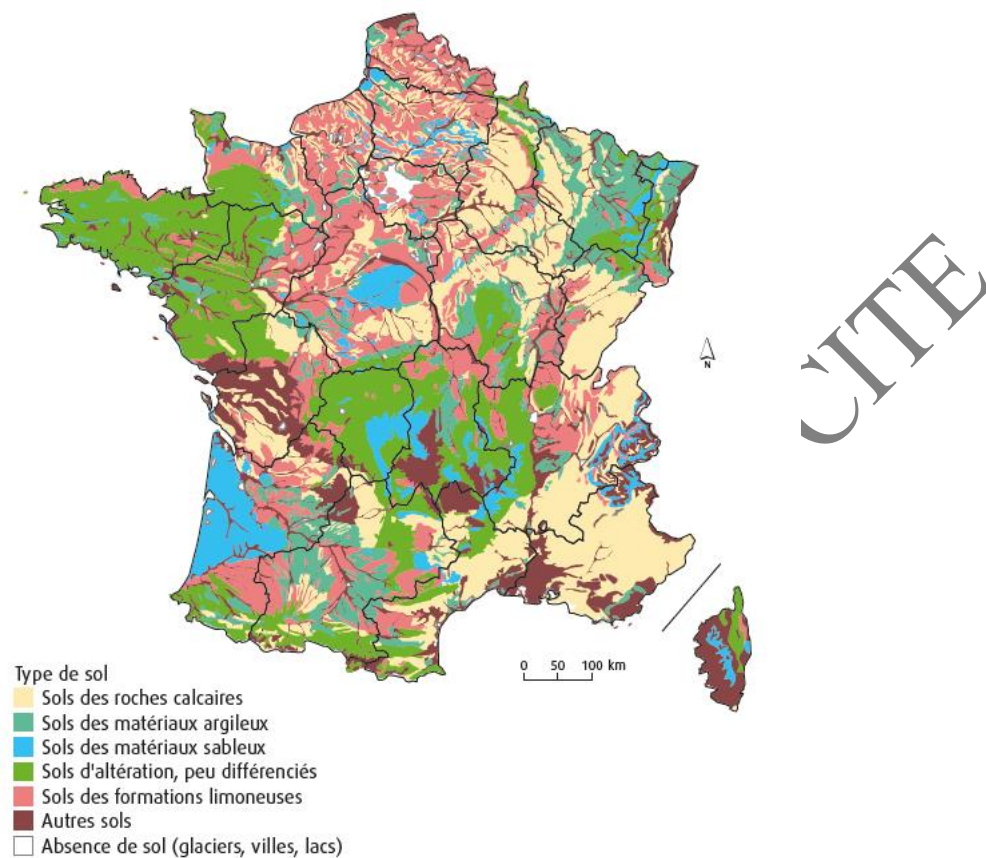 CITE
N
0 50 100 km
Type de sol
Sols des roches calcaires
Sols des matériaux argileux
Sols des matériaux sableux
Sols d'altération, peu différenciés
Sols des formations limoneuses
Autres sols
Absence de sol (glaciers, villes, lacs)